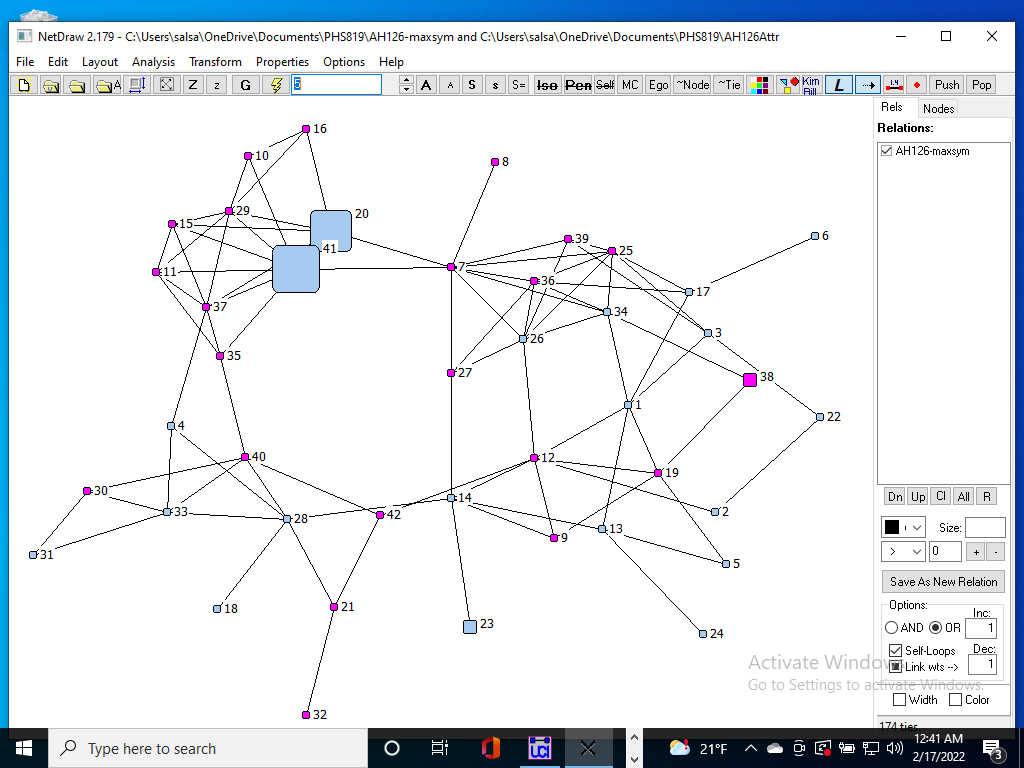 NetDraw 2.179 - C:\Users\salsa\OneDrive\Documents\PHS819\AH126-maxsym and C:\Users\salsa\OneDrive\Documents\PHS819\AH126Attr
File Edit Layout Analysis Transform Properties Options Help
A Z z G 5 A A S s S= Iso Pen Self MC Ego ~Node ~Tie Kim Fill L Push Pop
Rels Nodes
Relations:
AH126-maxsym
16
10
8
29
20
15
41
39
25
6
11
7
36
17
37
34
3
26
35
27
38
1
22
4
40
12
19
30
14
33
28
42
2
13
9
31
5
18
21
23
24
32
Dn Up Cl All R
Size:
> 0 + -
Save As New Relation
Options:
Inc:
AND OR 1
Self-Loops Dec:
Link wts --> 1
Width Color
174 ties
Activate Windows
Go to Settings to activate Windows.
Type here to search
UCI
21°F
12:41 AM
2/17/2022
3